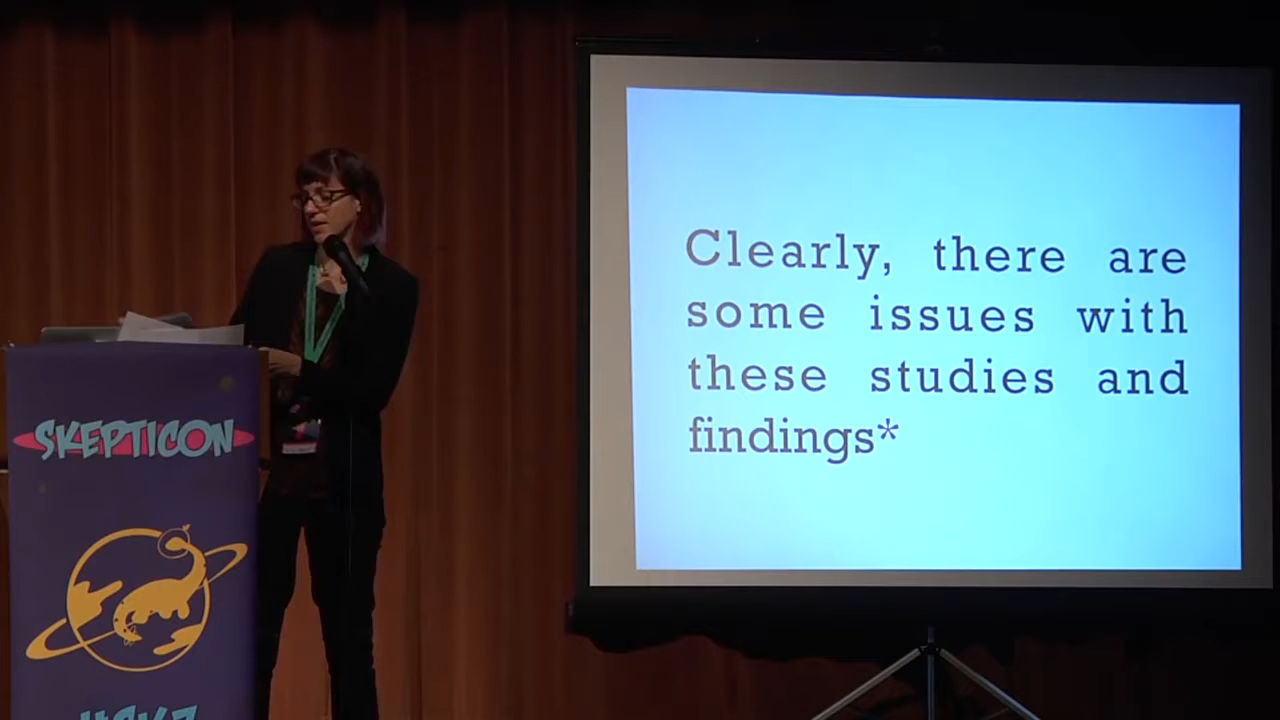 SKEPTICON
Clearly, there are
some issues with
these studies and
findings*